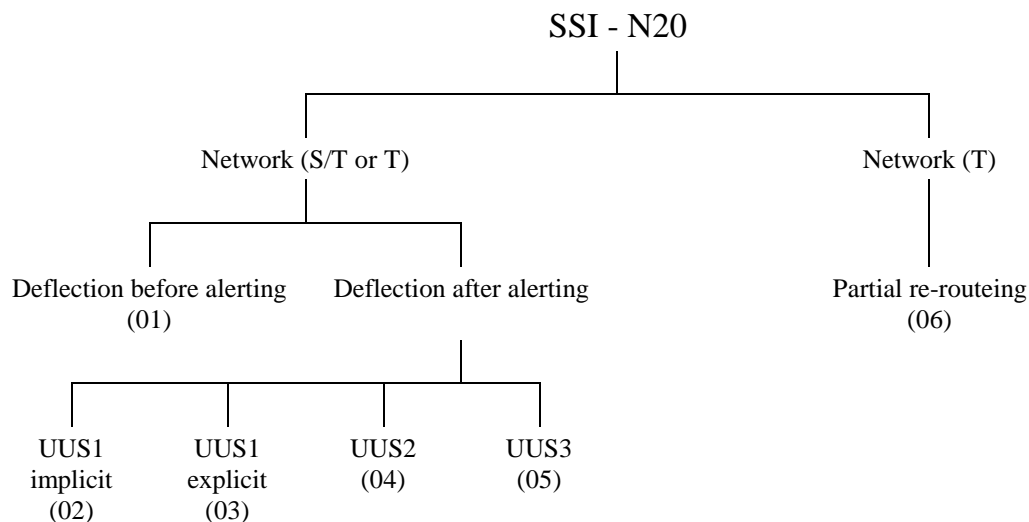 SSI - N20
Network (S/T or T)
Network (T)
Deflection before alerting
(01)
Deflection after alerting
Partial re-routeing
(06)
UUS1
implicit
(02)
UUS1
explicit
(03)
UUS2
(04)
UUS3
(05)